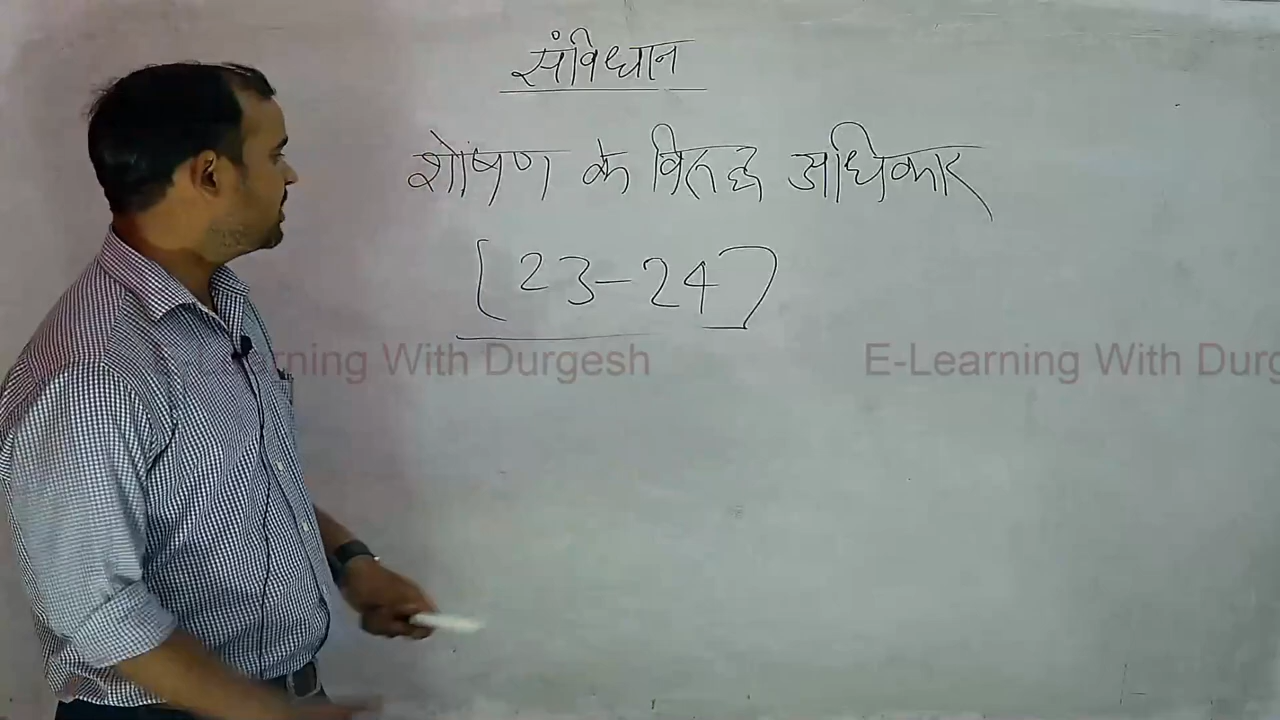 संविधान
शोषण के विरुद्ध अधिकार
(23-24)
rning With Durgesh
E-Learning With Durg